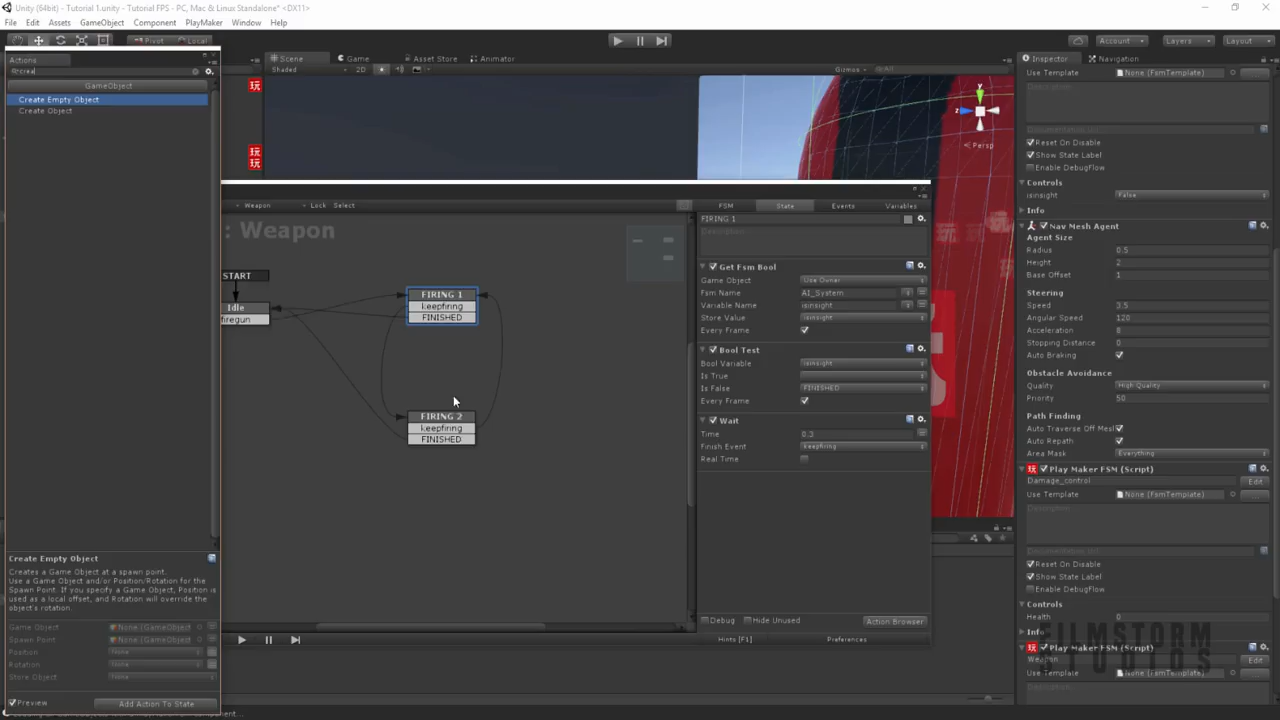 Unity (64bit) - Tutorial 1.unity - Tutorial FPS - PC, Mac & Linux Standalone* <DX11>
File Edit Assets GameObject Component PlayMaker Window Help
Pivot Local
Account Layers Layout
Actions
Scene Game Asset Store Animator
Inspector Navigation
crea
Shaded 2D Gizmos All
Use Template None (FsmTemplate)
GameObject
Create Empty Object
Create Object
y
z
Persp
Reset On Disable
Show State Label
Enable DebugFlow
Controls
isinsight False
Info
Weapon Lock Select
FSM State Events Variables
: Weapon
FIRING 1
Nav Mesh Agent
Agent Size
Radius 0.5
Height 2
Base Offset 1
START
Idle
firegun
FIRING 1
keepfiring
FINISHED
FIRING 2
keepfiring
FINISHED
Get Fsm Bool
Game Object Use Owner
Fsm Name AI_System
Variable Name isinsight
Store Value isinsight
Every Frame
Bool Test
Bool Variable isinsight
Is True
Is False FINISHED
Every Frame
Wait
Time 0.3
Finish Event keepfiring
Real Time
Steering
Speed 3.5
Angular Speed 120
Acceleration 8
Stopping Distance 0
Auto Braking
Obstacle Avoidance
Quality High Quality
Priority 50
Path Finding
Auto Traverse Off Mesl
Auto Repath
Area Mask Everything
Play Maker FSM (Script)
Damage_control Edit
Use Template None (FsmTemplate)
Reset On Disable
Show State Label
Enable DebugFlow
Controls
Health 0
Info
Play Maker FSM (Script)
Weapon Edit
Use Template None (FsmTemplate)
Create Empty Object
Creates a Game Object at a spawn point.
Use a Game Object and/or Position/Rotation for the
Spawn Point. If you specify a Game Object, Position is
used as a local offset, and Rotation will override the
object's rotation.
Game Object None (GameObject
Spawn Point None (GameObject
Position None
Rotation None
Store Object None
Preview Add Action To State
Debug Hide Unused Action Browser
Hints [F1] Preferences
FILMSTORM
STUDIOS